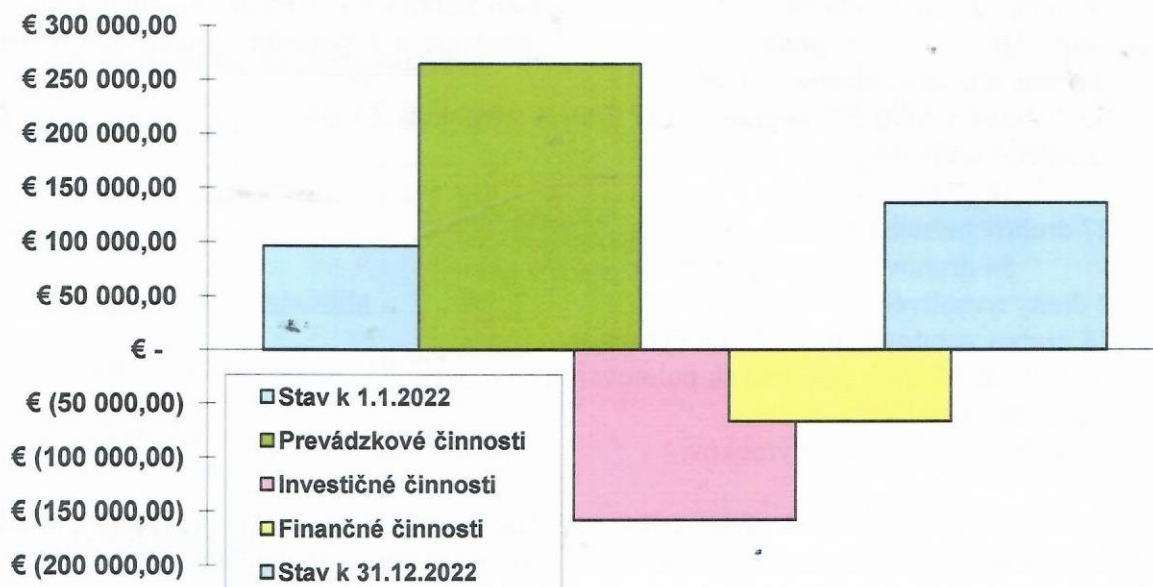 € 300 000,00
€ 250 000,00
€ 200 000,00
€ 150 000,00
€ 100 000,00
€ 50 000,00
€ -
€ (50 000,00)
€ (100 000,00)
€ (150 000,00)
€ (200 000,00)
Stav k 1.1.2022
Prevádzkové činnosti
Investičné činnosti
Finančné činnosti
Stav k 31.12.2022